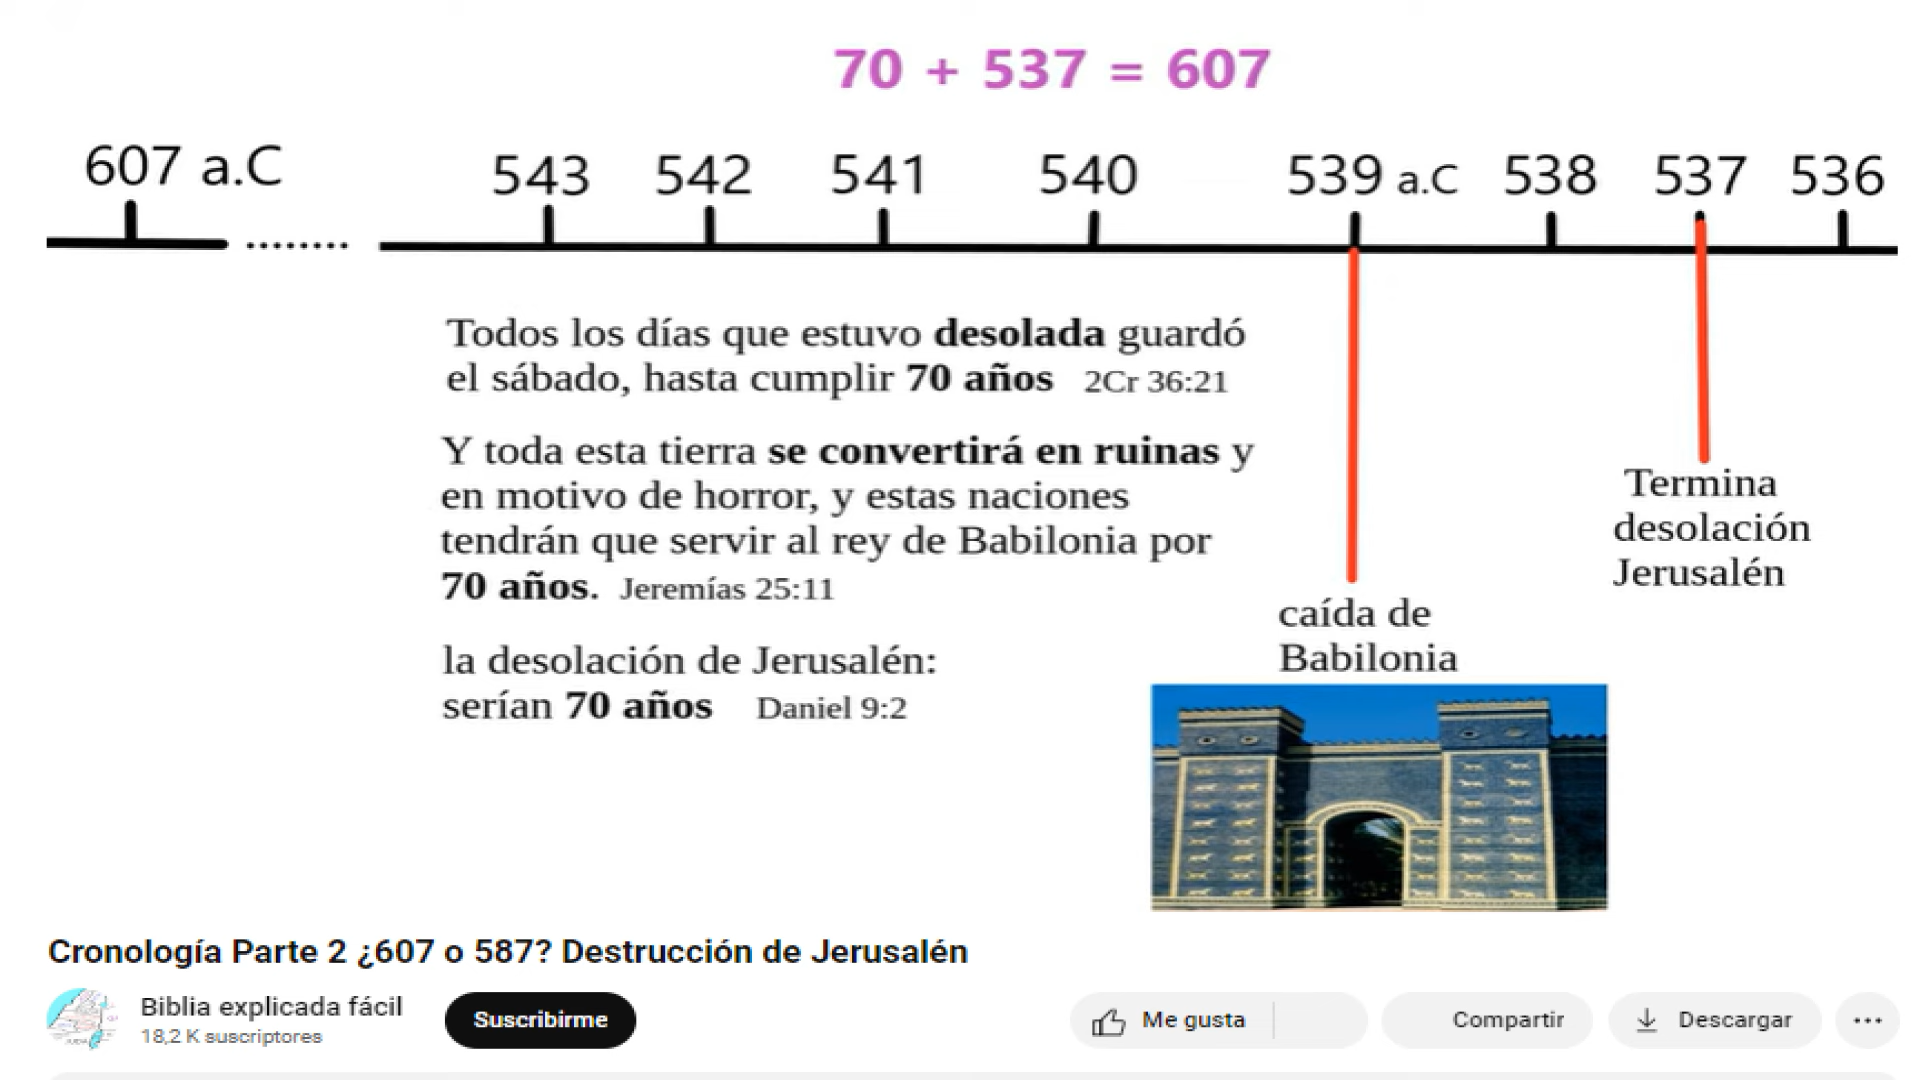 70 + 537 = 607
607 a.C 543 542 541 540 539 a.C 538 537 536
Todos los días que estuvo desolada guardó
el sábado, hasta cumplir 70 años 2Cr 36:21
Y toda esta tierra se convertirá en ruinas y
en motivo de horror, y estas naciones
tendrán que servir al rey de Babilonia por
70 años. Jeremías 25:11
la desolación de Jerusalén:
serían 70 años Daniel 9:2
caída de
Babilonia
Termina
desolación
Jerusalén
Cronología Parte 2 ¿607 o 587? Destrucción de Jerusalén
Biblia explicada fácil
18,2 K suscriptores
Suscribirme
Me gusta
Compartir
Descargar